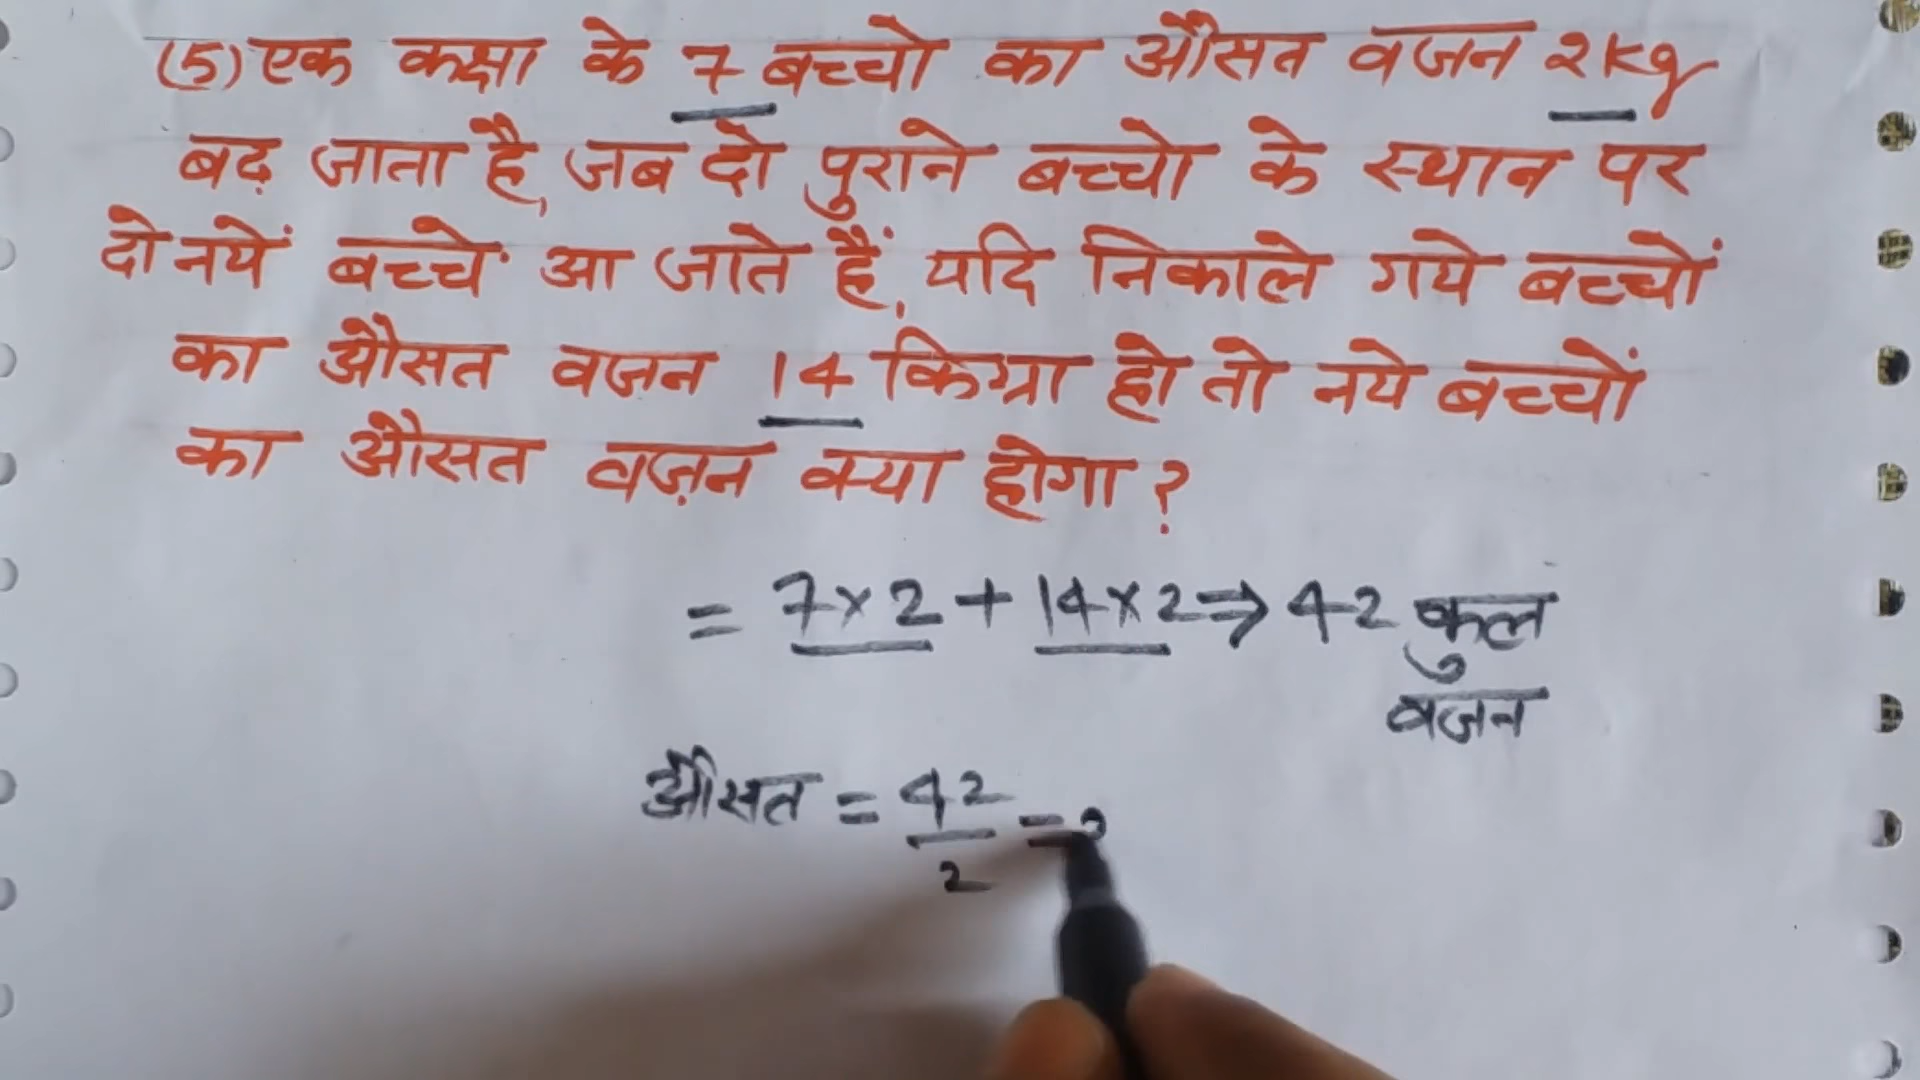 (5) एक कक्षा के 7 बच्चो का औसत वजन 2Kg
बढ़ जाता है, जब दो पुराने बच्चो के स्थान पर
दो नयें बच्चे आ जाते हैं, यदि निकाले गये बच्चों
का औसत वजन 14 किग्रा हो तो नये बच्चों
का औसत वज़न क्या होगा ?
= 7×2 + 14×2 ⇒ 42 कुल
वजन
औसत = 42/2 =